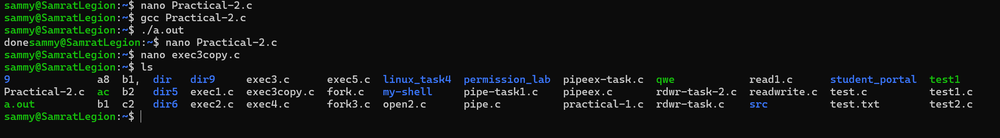 sammy@SamratLegion:~$ nano Practical-2.c
sammy@SamratLegion:~$ gcc Practical-2.c
sammy@SamratLegion:~$ ./a.out
donesammy@SamratLegion:~$ nano Practical-2.c
sammy@SamratLegion:~$ nano exec3copy.c
sammy@SamratLegion:~$ ls
9 a8 b1, dir dir9 exec3.c exec5.c linux_task4 permission_lab pipeex-task.c qwe read1.c student_portal test1
Practical-2.c ac b2 dir5 exec1.c exec3copy.c fork.c my-shell pipe-task1.c pipeex.c rdwr-task-2.c readwrite.c test.c test1.c
a.out b1 c2 dir6 exec2.c exec4.c fork3.c open2.c pipe.c practical-1.c rdwr-task.c src test.txt test2.c
sammy@SamratLegion:~$